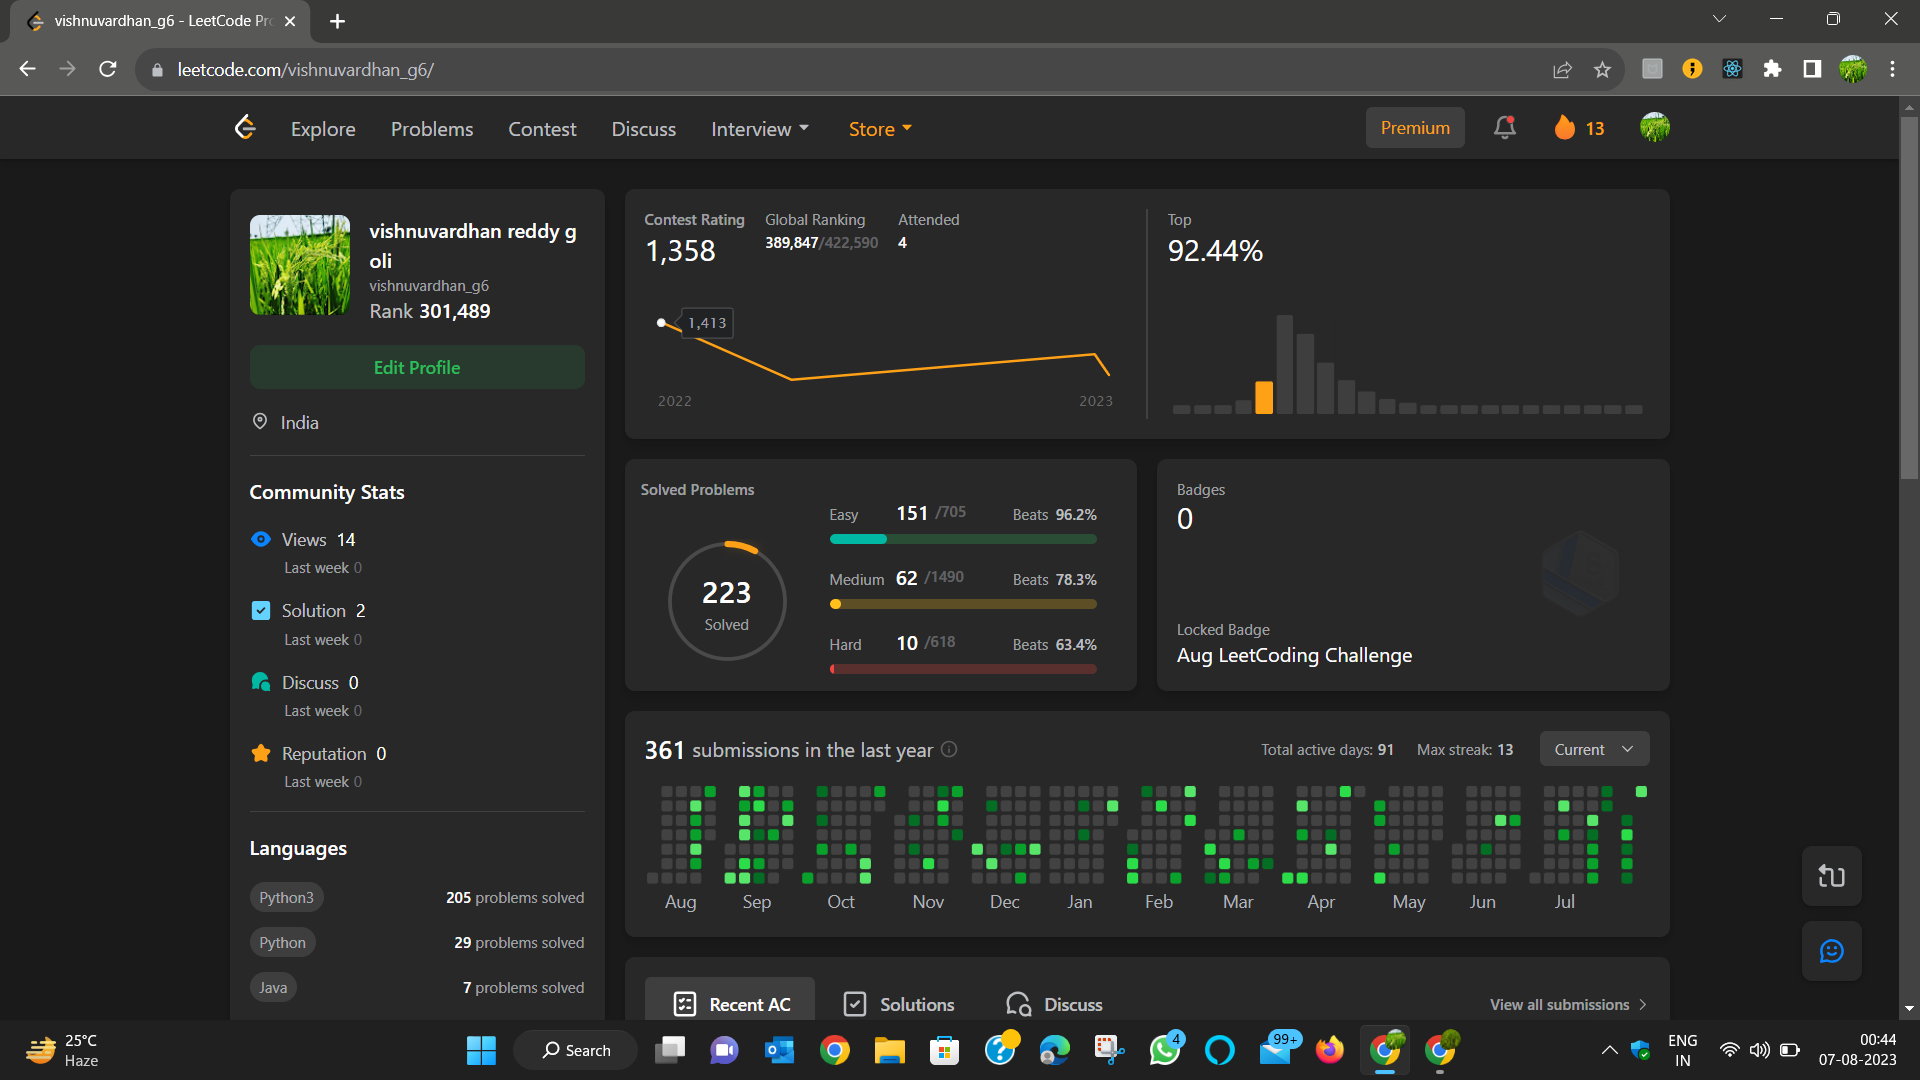 vishnuvardhan_g6 - LeetCode Pro
leetcode.com/vishnuvardhan_g6/
Explore
Problems
Contest
Discuss
Interview
Store
Premium
13
vishnuvardhan reddy g
oli
vishnuvardhan_g6
Rank 301,489
Edit Profile
India
Community Stats
Views 14
Last week 0
Solution 2
Last week 0
Discuss 0
Last week 0
Reputation 0
Last week 0
Languages
Python3 205 problems solved
Python 29 problems solved
Java 7 problems solved
Contest Rating
1,358
Global Ranking
389,847/422,590
Attended
4
1,413
2022 2023
Top
92.44%
Solved Problems
223
Solved
Easy 151 /705 Beats 96.2%
Medium 62 /1490 Beats 78.3%
Hard 10 /618 Beats 63.4%
Badges
0
Locked Badge
Aug LeetCoding Challenge
361 submissions in the last year
Total active days: 91 Max streak: 13
Current
Aug Sep Oct Nov Dec Jan Feb Mar Apr May Jun Jul
Recent AC
Solutions
Discuss
View all submissions
25°C
Haze
Search
4
99+
ENG
IN
00:44
07-08-2023